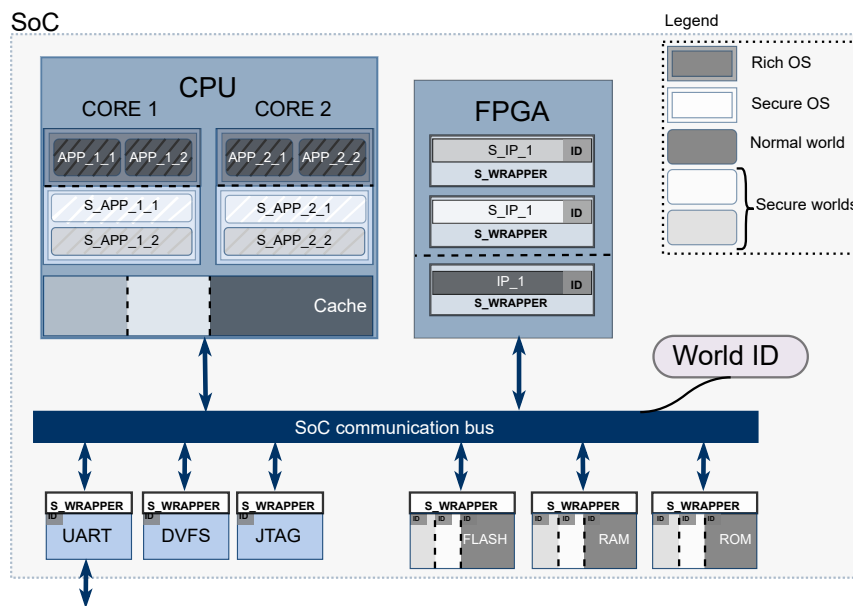 SoC
Legend
Rich OS
Secure OS
Normal world
Secure worlds
CPU
CORE 1
CORE 2
APP_1_1
APP_1_2
APP_2_1
APP_2_2
S_APP_1_1
S_APP_2_1
S_APP_1_2
S_APP_2_2
Cache
FPGA
S_IP_1 ID
S_WRAPPER
S_IP_1 ID
S_WRAPPER
IP_1 ID
S_WRAPPER
World ID
SoC communication bus
S_WRAPPER
ID
UART
S_WRAPPER
ID
DVFS
S_WRAPPER
ID
JTAG
S_WRAPPER
ID ID ID
FLASH
S_WRAPPER
ID ID ID
RAM
S_WRAPPER
ID ID ID
ROM